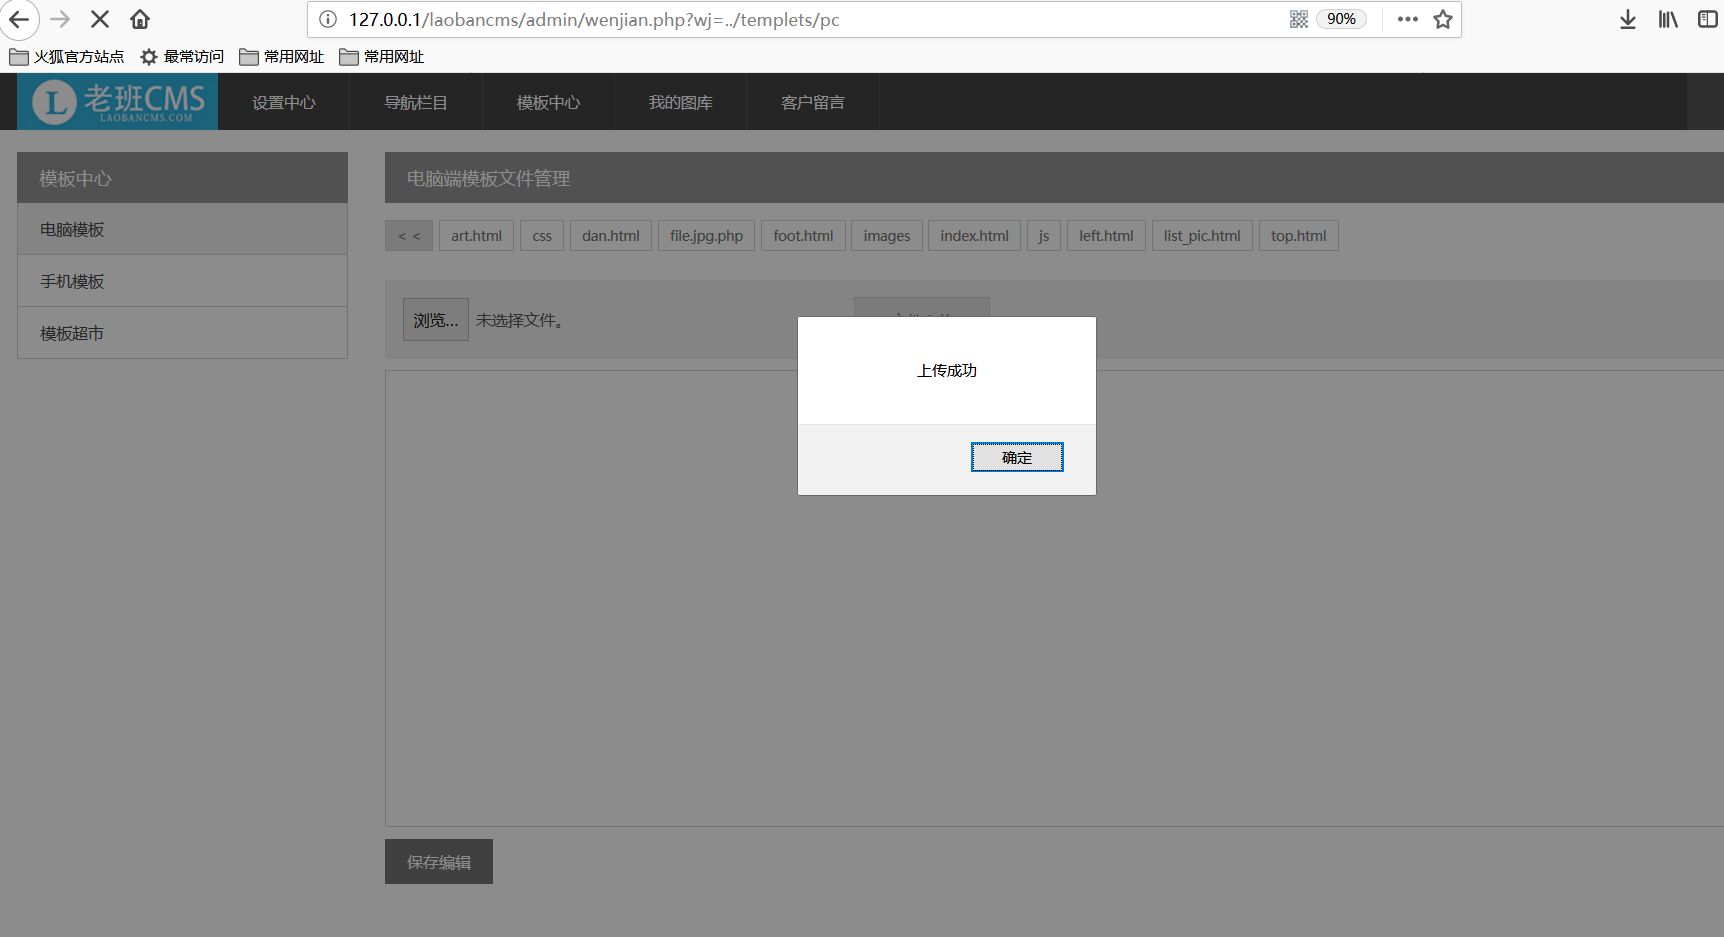 127.0.0.1/laobancms/admin/wenjian.php?wj=../templets/pc
90%
火狐官方站点
最常访问
常用网址
常用网址
L
老班CMS
LAOBANCMS.COM
设置中心
导航栏目
模板中心
我的图库
客户留言
模板中心
电脑模板
手机模板
模板超市
电脑端模板文件管理
< <
art.html
css
dan.html
file.jpg.php
foot.html
images
index.html
js
left.html
list_pic.html
top.html
浏览...
未选择文件。
上传成功
确定
保存编辑